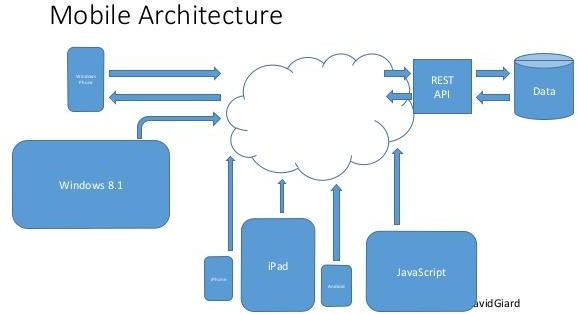 Mobile Architecture
Windows
Phone
REST
API
Data
Windows 8.1
iPhone
iPad
Android
JavaScript
avidGiard